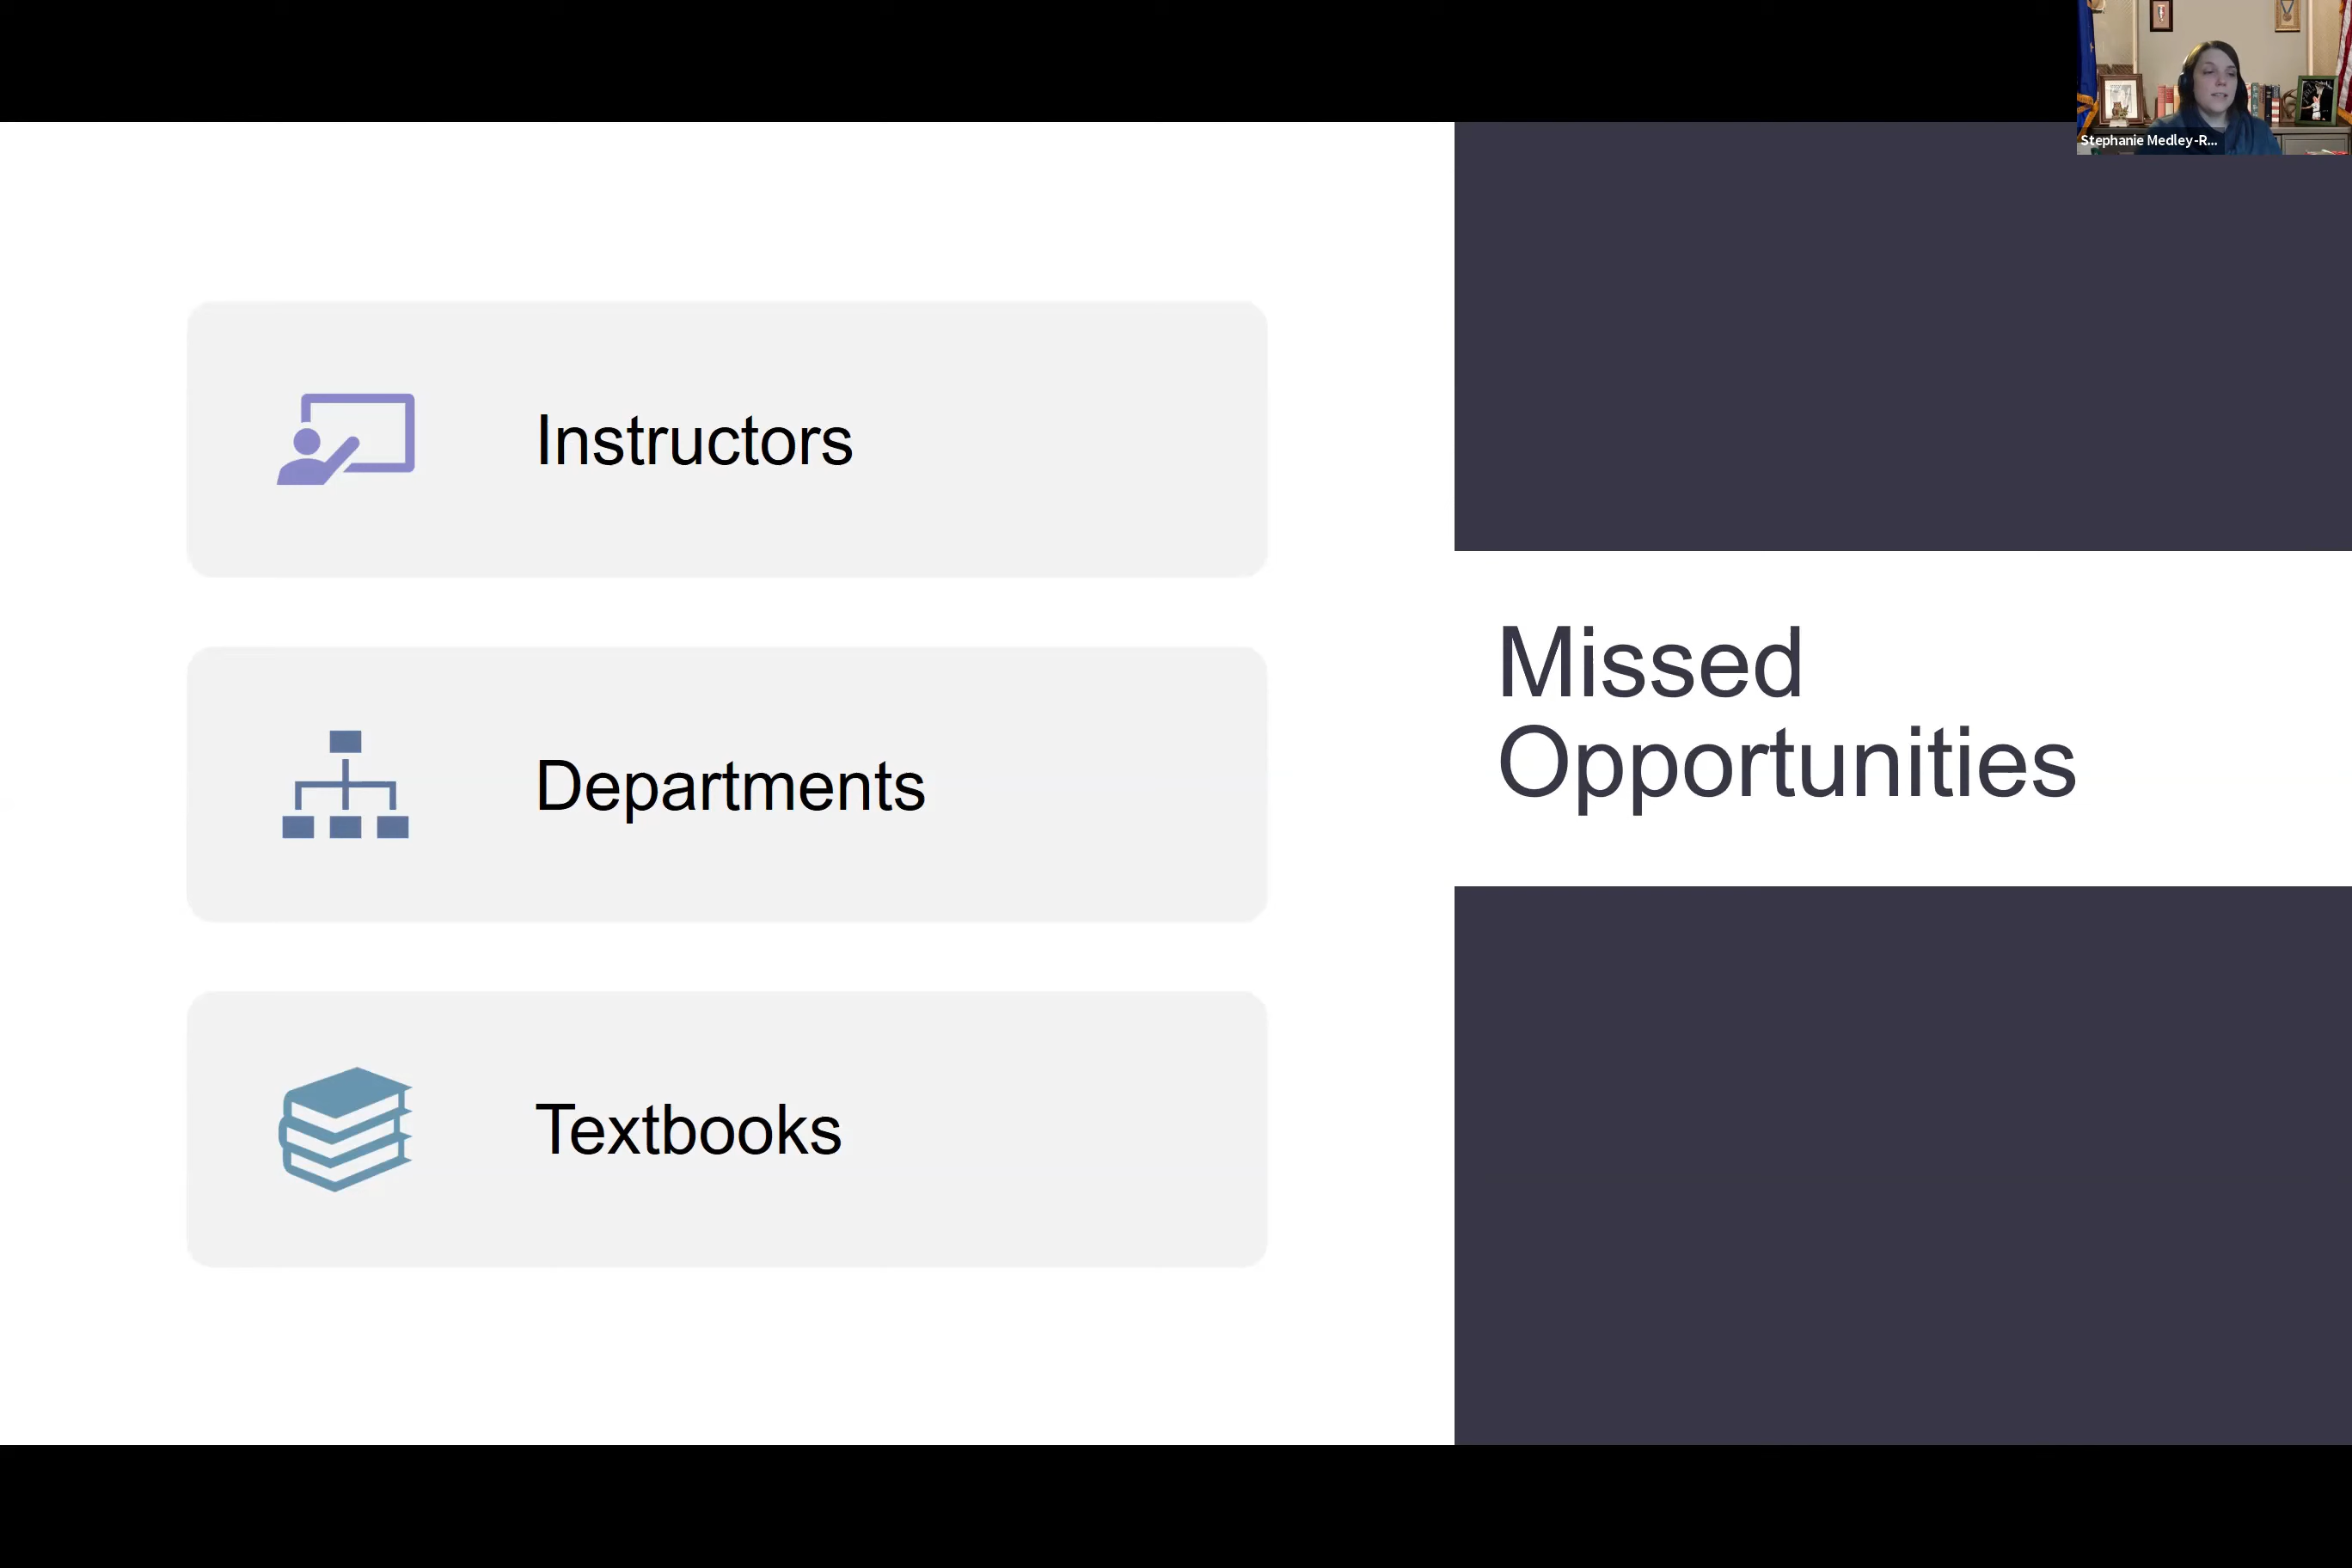 Stephanie Medley-R...
Instructors
Departments
Textbooks
Missed
Opportunities